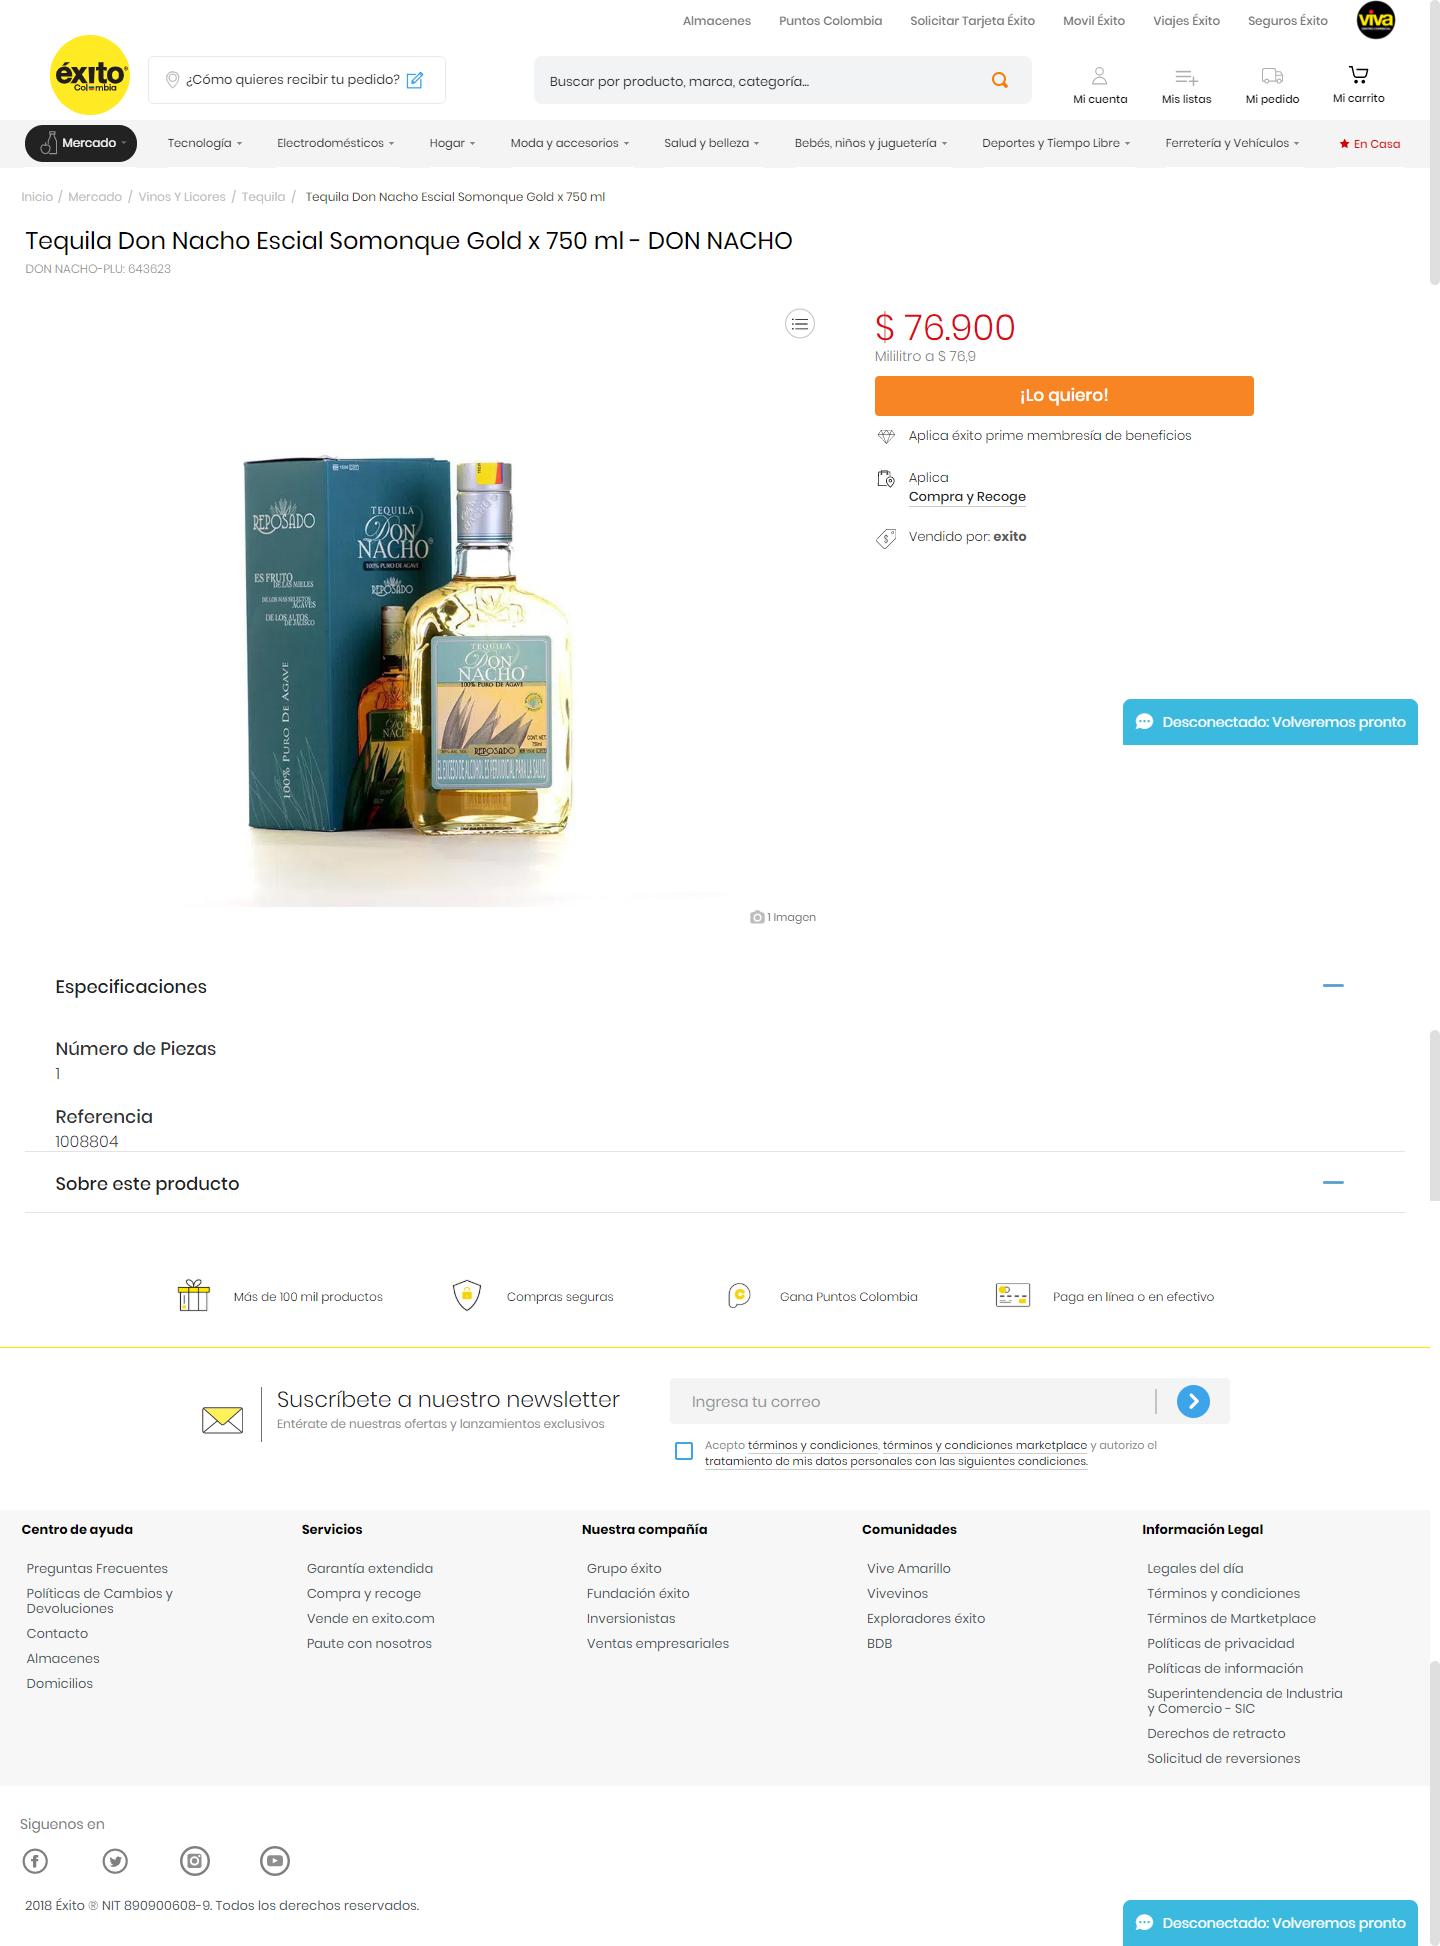 Almacenes Puntos Colombia Solicitar Tarjeta Éxito Movil Éxito Viajes Éxito Seguros Éxito viva
éxito
Colombia
¿Cómo quieres recibir tu pedido?
Buscar por producto, marca, categoría...
Mi cuenta Mis listas Mi pedido Mi carrito
Mercado Tecnología Electrodomésticos Hogar Moda y accesorios Salud y belleza Bebés, niños y juguetería Deportes y Tiempo Libre Ferretería y Vehículos En Casa
Inicio / Mercado / Vinos Y Licores / Tequila / Tequila Don Nacho Escial Somonque Gold x 750 ml
Tequila Don Nacho Escial Somonque Gold x 750 ml - DON NACHO
DON NACHO-PLU: 643623
$ 76.900
Mililitro a $ 76,9
¡Lo quiero!
Aplica éxito prime membresía de beneficios
Aplica
Compra y Recoge
Vendido por: exito
REPOSADO
ES FRUTO
DE LAS MIELES
DE LOS MAS SELECTOS
AGAVES
DE LOS ALTOS
DE JALISCO
100% PURO DE AGAVE
TEQUILA
DON
NACHO
100% PURO DE AGAVE
REPOSADO
TEQUILA
DON
NACHO
100% PURO DE AGAVE
CONT. NET.
750ml
REPOSADO
EL EXCESO DE ALCOHOL ES PERJUDICIAL PARA LA SALUD
Desconectado: Volveremos pronto
1 Imagen
Especificaciones
Número de Piezas
1
Referencia
1008804
Sobre este producto
Más de 100 mil productos Compras seguras Gana Puntos Colombia Paga en línea o en efectivo
Suscríbete a nuestro newsletter
Entérate de nuestras ofertas y lanzamientos exclusivos
Ingresa tu correo
Acepto términos y condiciones, términos y condiciones marketplace y autorizo el
tratamiento de mis datos personales con las siguientes condiciones.
Centro de ayuda
Preguntas Frecuentes
Políticas de Cambios y
Devoluciones
Contacto
Almacenes
Domicilios
Servicios
Garantía extendida
Compra y recoge
Vende en exito.com
Paute con nosotros
Nuestra compañía
Grupo éxito
Fundación éxito
Inversionistas
Ventas empresariales
Comunidades
Vive Amarillo
Vivevinos
Exploradores éxito
BDB
Información Legal
Legales del día
Términos y condiciones
Términos de Martketplace
Políticas de privacidad
Políticas de información
Superintendencia de Industria
y Comercio - SIC
Derechos de retracto
Solicitud de reversiones
Siguenos en
2018 Éxito ® NIT 890900608-9. Todos los derechos reservados.
Desconectado: Volveremos pronto